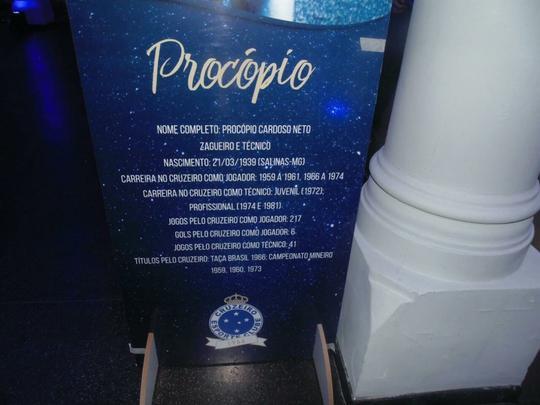 Procópio
NOME COMPLETO: PROCÓPIO CARDOSO NETO
ZAGUEIRO E TÉCNICO
NASCIMENTO: 21/03/1939 (SALINAS-MG)
CARREIRA NO CRUZEIRO COMO JOGADOR: 1959 A 1961, 1966 A 1974
CARREIRA NO CRUZEIRO COMO TÉCNICO: JUVENIL (1972);
PROFISSIONAL (1974 E 1981)
JOGOS PELO CRUZEIRO COMO JOGADOR: 217
GOLS PELO CRUZEIRO COMO JOGADOR: 6
JOGOS PELO CRUZEIRO COMO TÉCNICO: 41
TÍTULOS PELO CRUZEIRO: TAÇA BRASIL 1966; CAMPEONATO MINEIRO
1959, 1960, 1973
CRUZEIRO
ESPORTE CLUBE